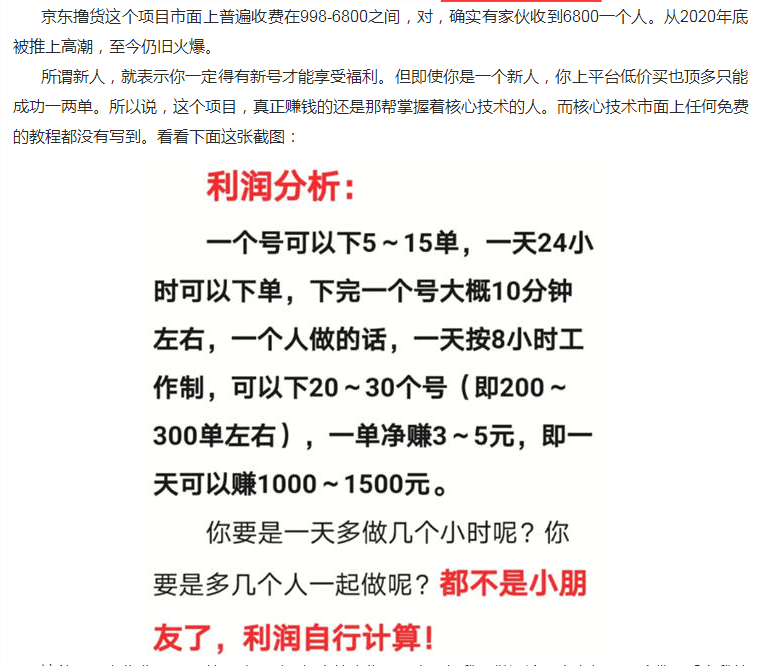 京东撸货这个项目市面上普遍收费在998-6800之间，对，确实有家伙收到6800一个人。从2020年底
被推上高潮，至今仍旧火爆。
所谓新人，就表示你一定得有新号才能享受福利。但即使你是一个新人，你上平台低价买也顶多只能
成功一两单。所以说，这个项目，真正赚钱的还是那帮掌握着核心技术的人。而核心技术市面上任何免费
的教程都没有写到。看看下面这张截图：
利润分析：
一个号可以下5～15单，一天24小
时可以下单，下完一个号大概10分钟
左右，一个人做的话，一天按8小时工
作制，可以下20～30个号（即200～
300单左右），一单净赚3～5元，即一
天可以赚1000～1500元。
你要是一天多做几个小时呢？你
要是多几个人一起做呢？都不是小朋
友了，利润自行计算！